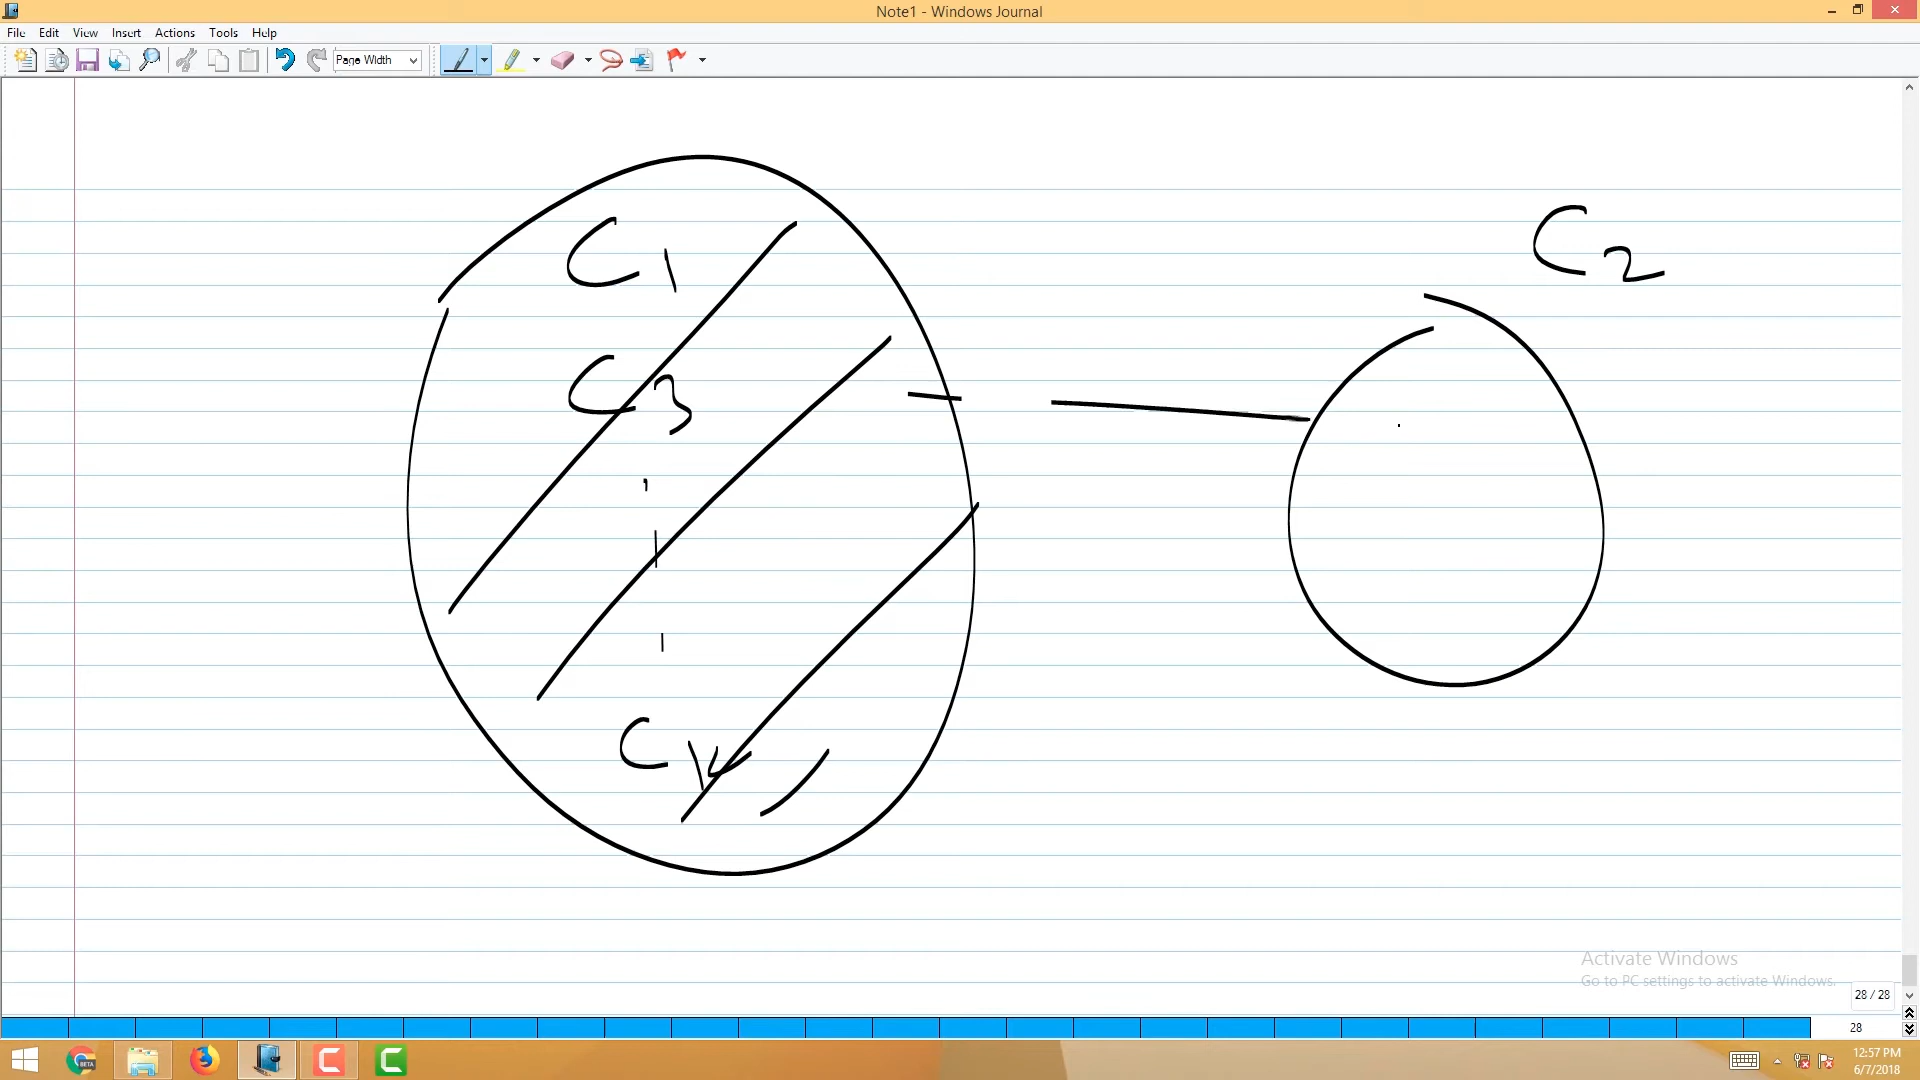 Note1 - Windows Journal
File Edit View Insert Actions Tools Help
Page Width
C1
C2
C3
CK
Activate Windows
Go to PC settings to activate Windows.
28 / 28
28
BETA
12:57 PM
6/7/2018